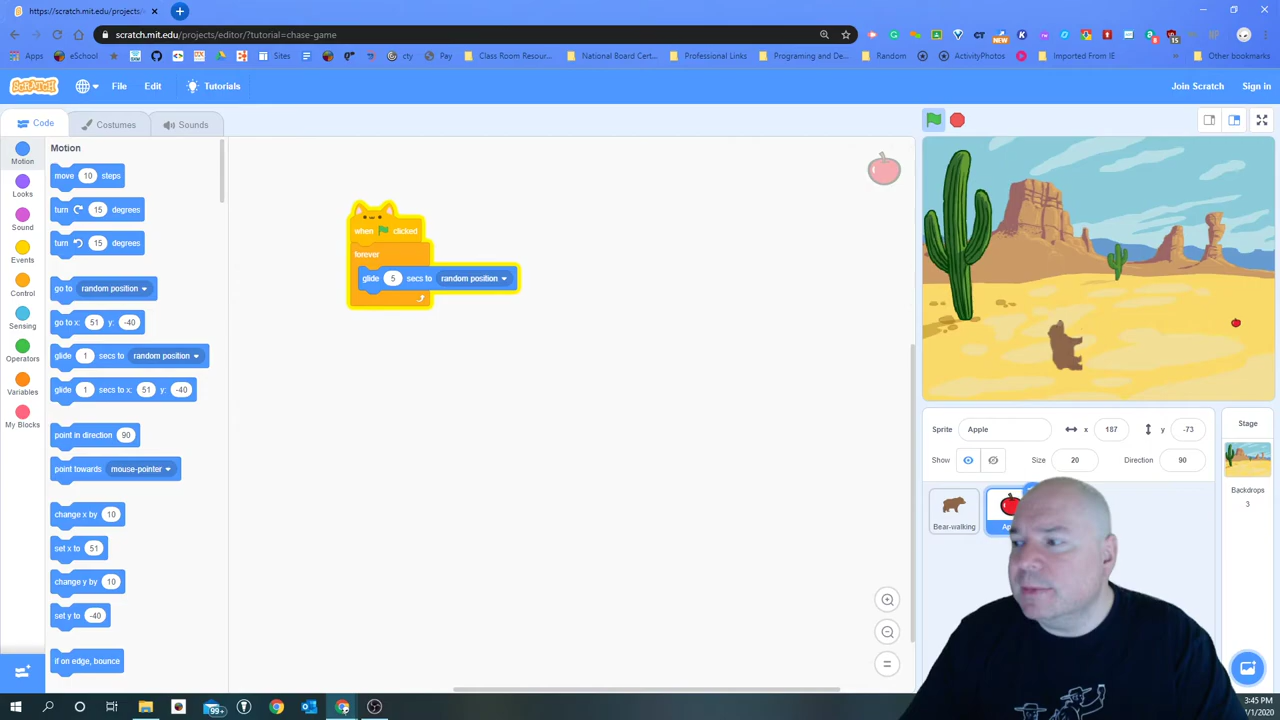 https://scratch.mit.edu/projects/
scratch.mit.edu/projects/editor/?tutorial=chase-game
Apps
eSchool
Sites
cty
Pay
Class Room Resour...
National Board Cert...
Professional Links
Programing and De...
Random
ActivityPhotos
Imported From IE
Other bookmarks
NEW
15
SCRATCH
File
Edit
Tutorials
Join Scratch
Sign in
Code
Costumes
Sounds
Motion
Looks
Sound
Events
Control
Sensing
Operators
Variables
My Blocks
Motion
move 10 steps
turn 15 degrees
turn 15 degrees
go to random position
go to x: 51 y: -40
glide 1 secs to random position
glide 1 secs to x: 51 y: -40
point in direction 90
point towards mouse-pointer
change x by 10
set x to 51
change y by 10
set y to -40
if on edge, bounce
when clicked
forever
glide 5 secs to random position
Sprite Apple x 187 y -73
Show Size 20 Direction 90
Bear-walking
Stage
Backdrops
3
99+
3:45 PM